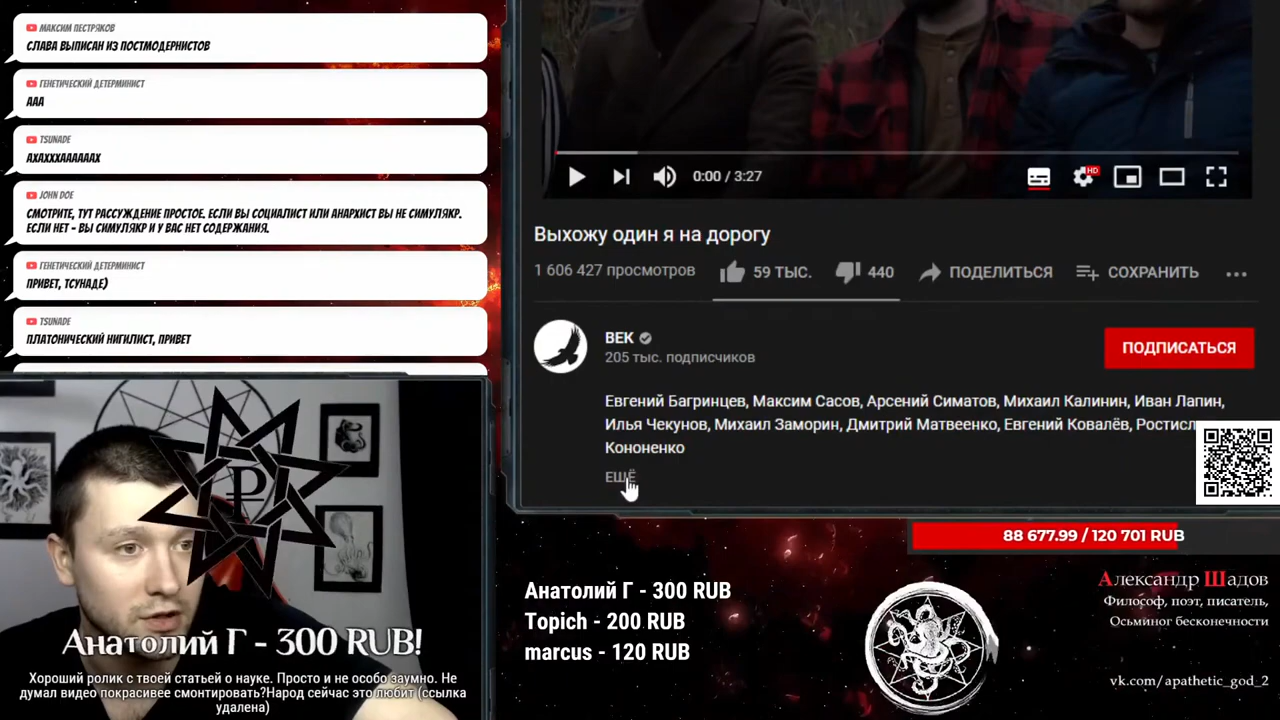 МАКСИМ ПЕСТРЯКОВ
СЛАВА ВЫПИСАН ИЗ ПОСТМОДЕРНИСТОВ
ГЕНЕТИЧЕСКИЙ ДЕТЕРМИНИСТ
ААА
TSUNADE
АХАХХХАААААААХ
JOHN DOE
СМОТРИТЕ, ТУТ РАССУЖДЕНИЕ ПРОСТОЕ. ЕСЛИ ВЫ СОЦИАЛИСТ ИЛИ АНАРХИСТ ВЫ НЕ СИМУЛЯКР.
ЕСЛИ НЕТ - ВЫ СИМУЛЯКР И У ВАС НЕТ СОДЕРЖАНИЯ.
ГЕНЕТИЧЕСКИЙ ДЕТЕРМИНИСТ
ПРИВЕТ, ТСУНАДЕ)
TSUNADE
ПЛАТОНИЧЕСКИЙ НИГИЛИСТ, ПРИВЕТ
0:00 / 3:27
HD
Выхожу один я на дорогу
1 606 427 просмотров
59 ТЫС.
440
ПОДЕЛИТЬСЯ
СОХРАНИТЬ
ВЕК
205 тыс. подписчиков
ПОДПИСАТЬСЯ
Евгений Багринцев, Максим Сасов, Арсений Симатов, Михаил Калинин, Иван Лапин,
Илья Чекунов, Михаил Заморин, Дмитрий Матвеенко, Евгений Ковалёв,
Кононенко
ЕЩЁ
88 677.99 / 120 701 RUB
Анатолий Г - 300 RUB
Topich - 200 RUB
marcus - 120 RUB
Александр Шадов
Философ, поэт, писатель,
Осьминог бесконечности
vk.com/apathetic_god_2
Анатолий Г - 300 RUB!
Хороший ролик с твоей статьей о науке. Просто и не особо заумно. Не
думал видео покрасивее смонтировать?Народ сейчас это любит (ссылка
удалена)